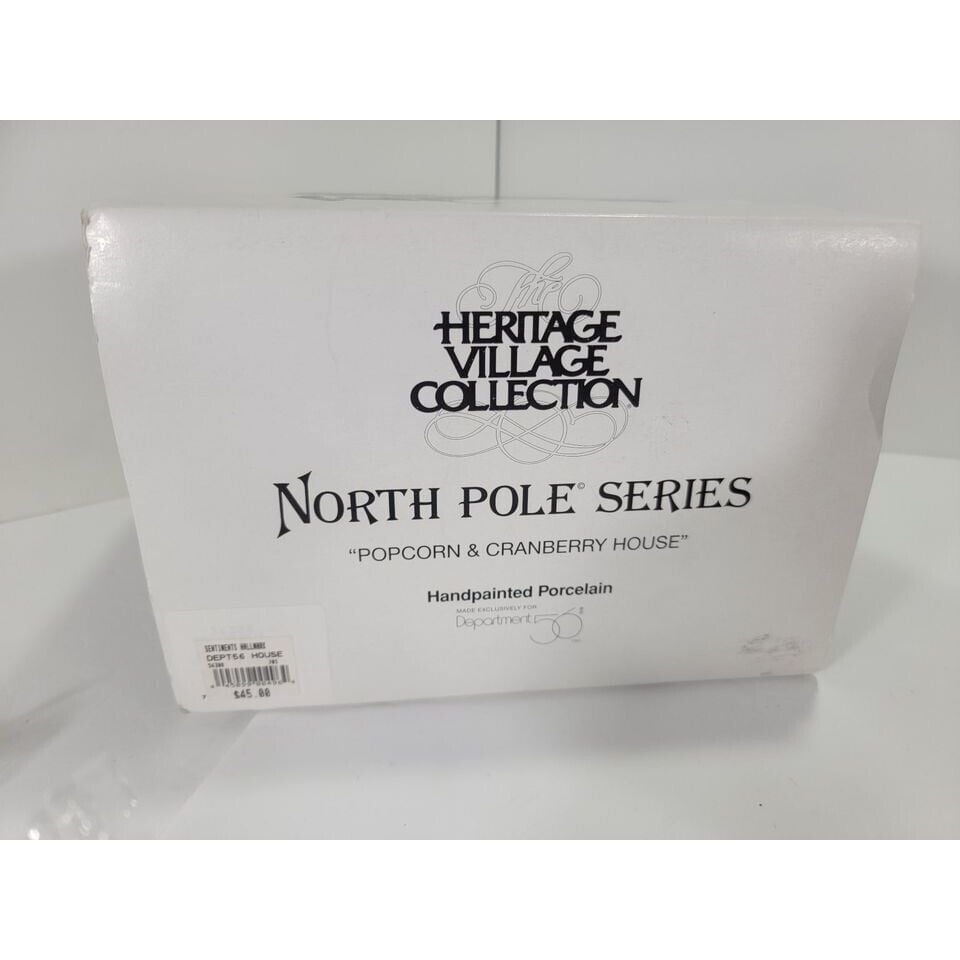 The
HERITAGE
VILLAGE
COLLECTION
NORTH POLE© SERIES
"POPCORN & CRANBERRY HOUSE"
Handpainted Porcelain
MADE EXCLUSIVELY FOR
Department 56®
SENTIMENTS HALLMARK
DEPT56 HOUSE
$45.00